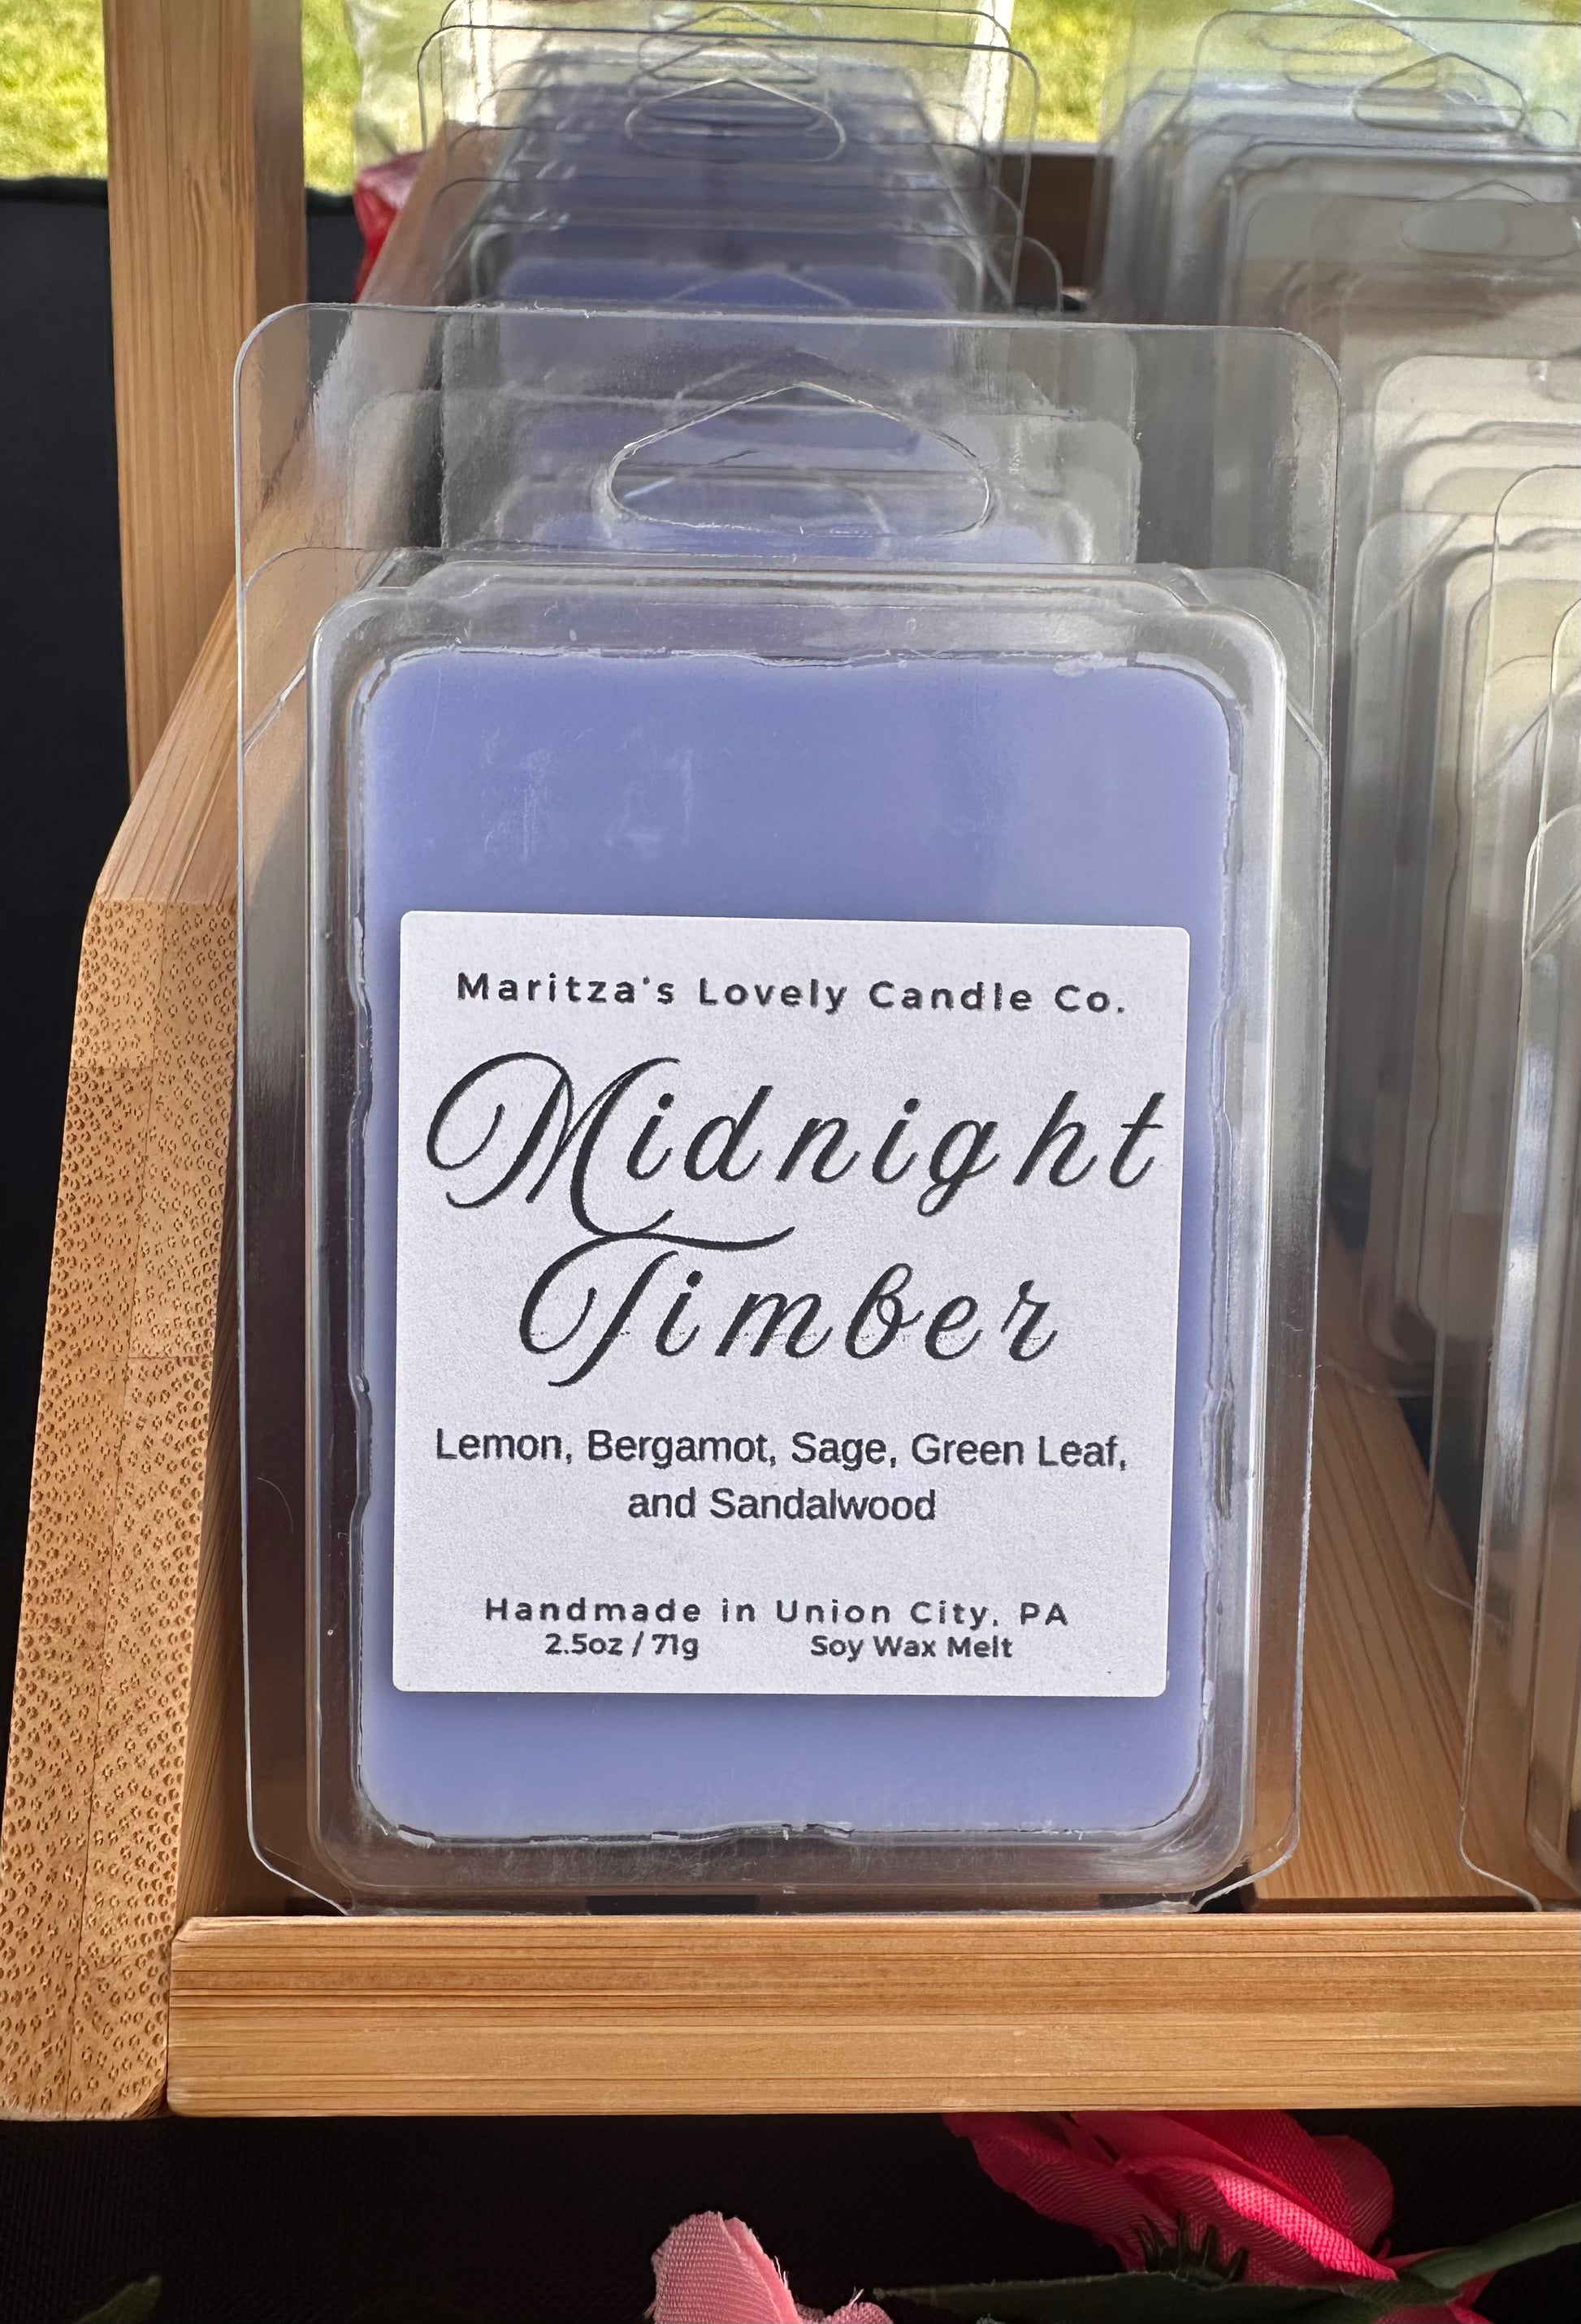 Maritza's Lovely Candle Co.
Midnight
Timber
Lemon, Bergamot, Sage, Green Leaf,
and Sandalwood
Handmade in Union City, PA
2.5oz / 71g Soy Wax Melt